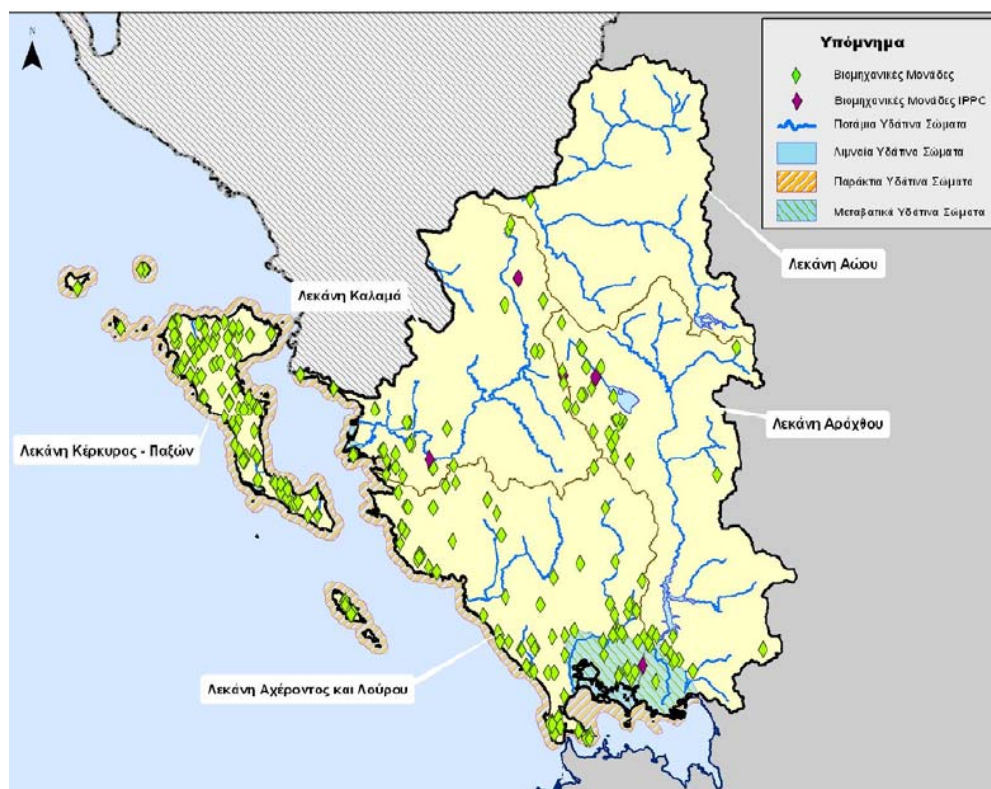 N
Υπόμνημα
Βιομηχανικές Μονάδες
Βιομηχανικές Μονάδες IPPC
Ποτάμια Υδάτινα Σώματα
Λιμναία Υδάτινα Σώματα
Παράκτια Υδάτινα Σώματα
Μεταβατικά Υδάτινα Σώματα
Λεκάνη Αώου
Λεκάνη Καλαμά
Λεκάνη Αράχθου
Λεκάνη Κέρκυρας - Παξών
Λεκάνη Αχέροντος και Λούρου